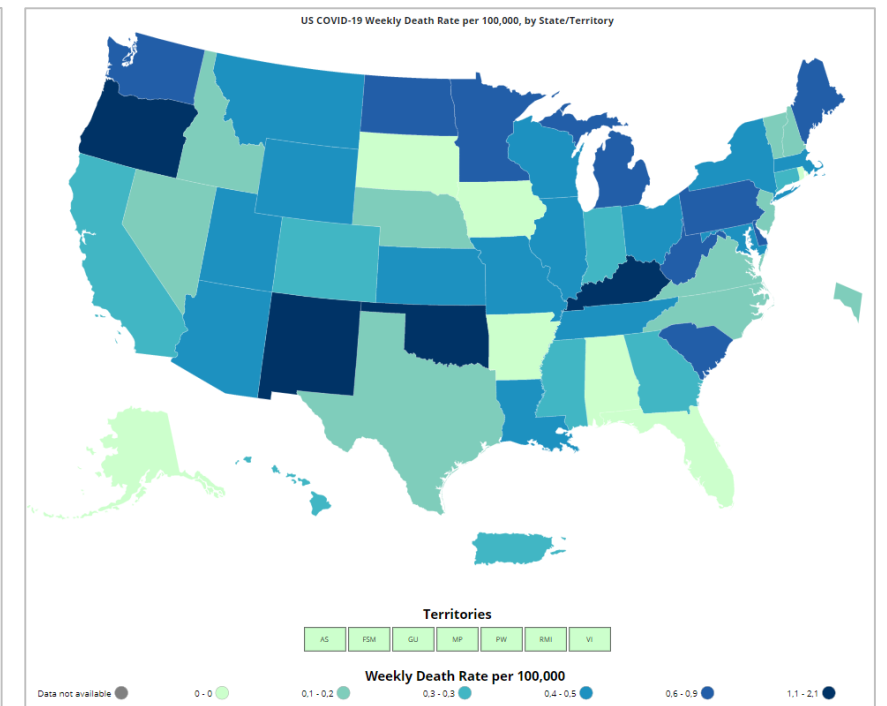 US COVID-19 Weekly Death Rate per 100,000, by State/Territory
Territories
AS FSM GU MP PW RMI VI
Weekly Death Rate per 100,000
Data not available 0 - 0 0,1 - 0,2 0,3 - 0,3 0,4 - 0,5 0,6 - 0,9 1,1 - 2,1